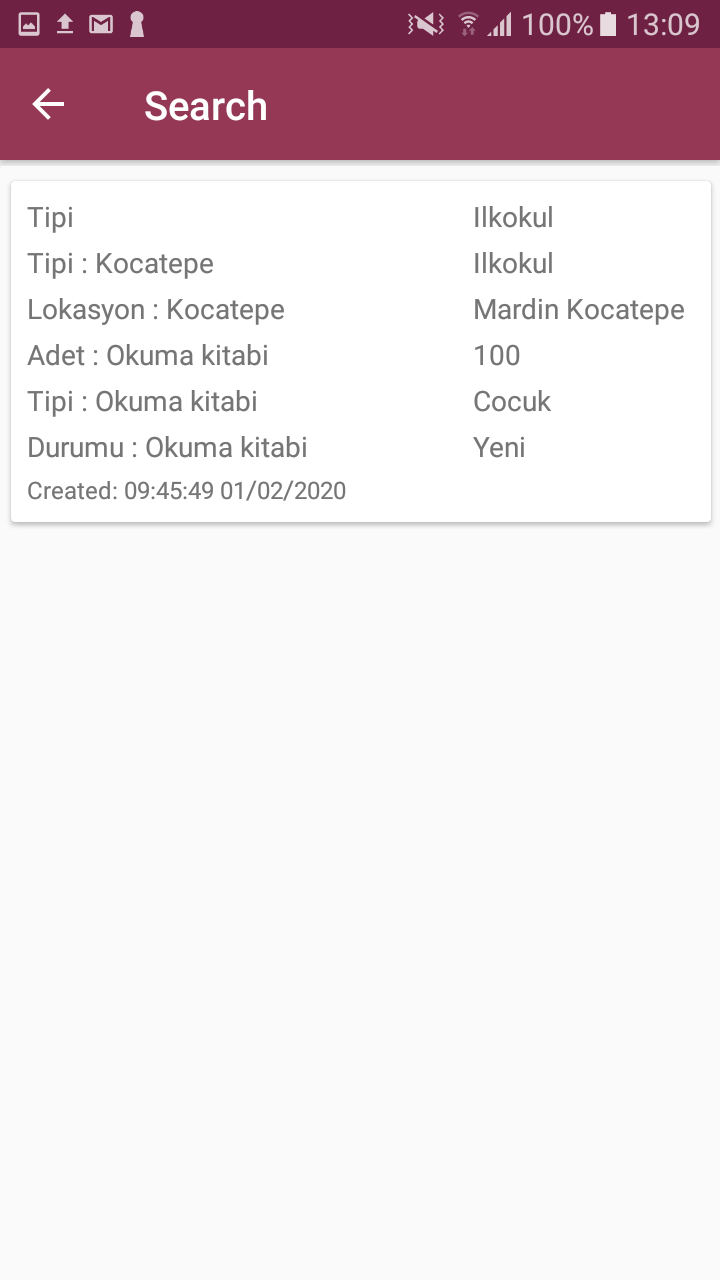 100% 13:09
Search
Tipi Ilkokul
Tipi : Kocatepe Ilkokul
Lokasyon : Kocatepe Mardin Kocatepe
Adet : Okuma kitabi 100
Tipi : Okuma kitabi Cocuk
Durumu : Okuma kitabi Yeni
Created: 09:45:49 01/02/2020